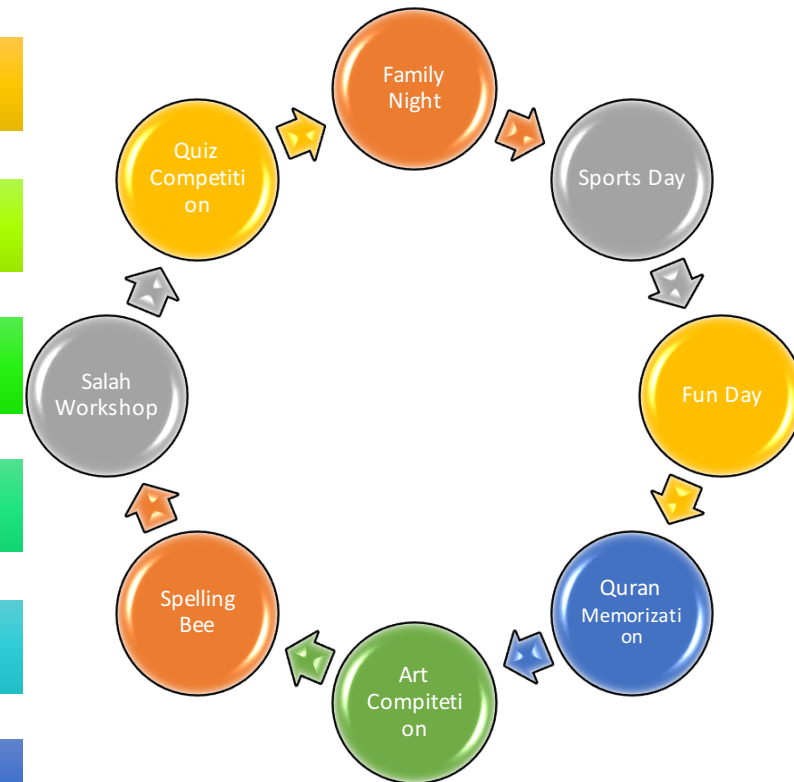 Family
Night
Sports Day
Fun Day
Quran
Memorizati
on
Art
Compiteti
on
Spelling
Bee
Salah
Workshop
Quiz
Competiti
on